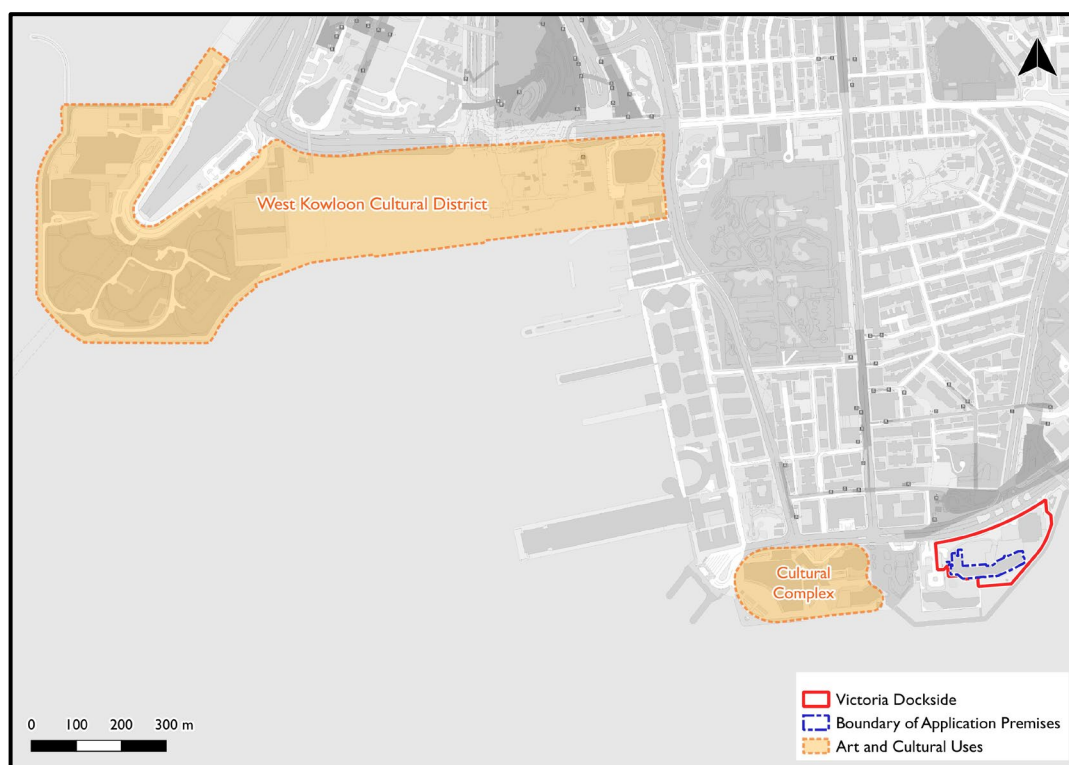 West Kowloon Cultural District
Cultural
Complex
0 100 200 300 m
Victoria Dockside
Boundary of Application Premises
Art and Cultural Uses